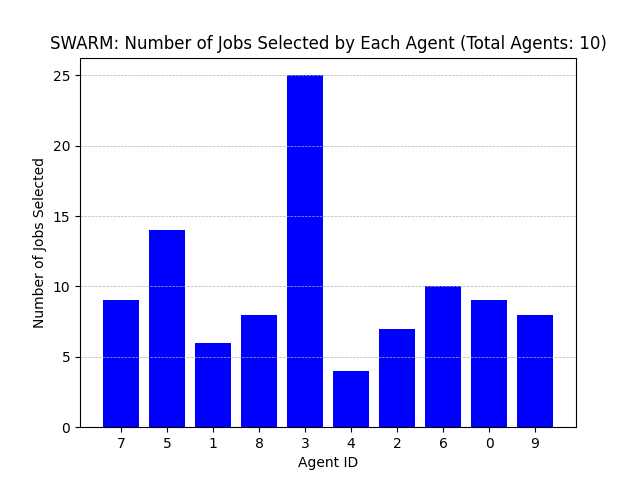 SWARM: Number of Jobs Selected by Each Agent (Total Agents: 10)
25
20
15
10
5
0
Number of Jobs Selected
7 5 1 8 3 4 2 6 0 9
Agent ID